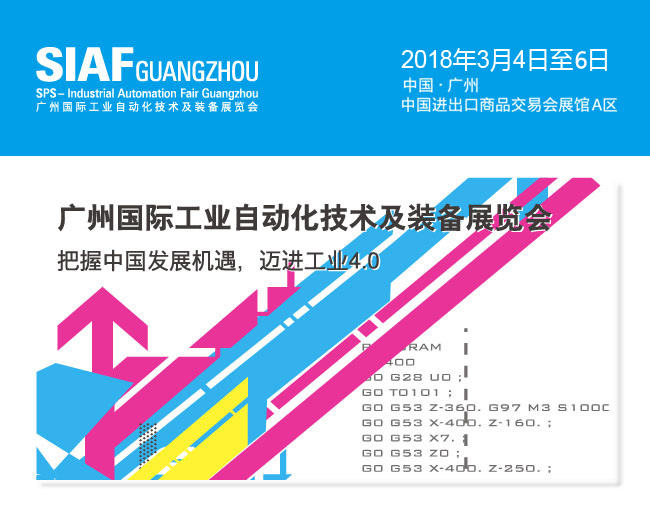 SIAF GUANGZHOU
SPS – Industrial Automation Fair Guangzhou
广州国际工业自动化技术及装备展览会
2018年3月4日至6日
中国·广州
中国进出口商品交易会展馆A区
广州国际工业自动化技术及装备展览会
把握中国发展机遇，迈进工业4.0
GO G28 UO ;
GO T0101 ;
GO G53 Z-360. G97 M3 S1000
GO G53 X-400. Z-160. ;
GO G53 X7. ;
GO G53 ZO ;
GO G53 X-400. Z-250. ;